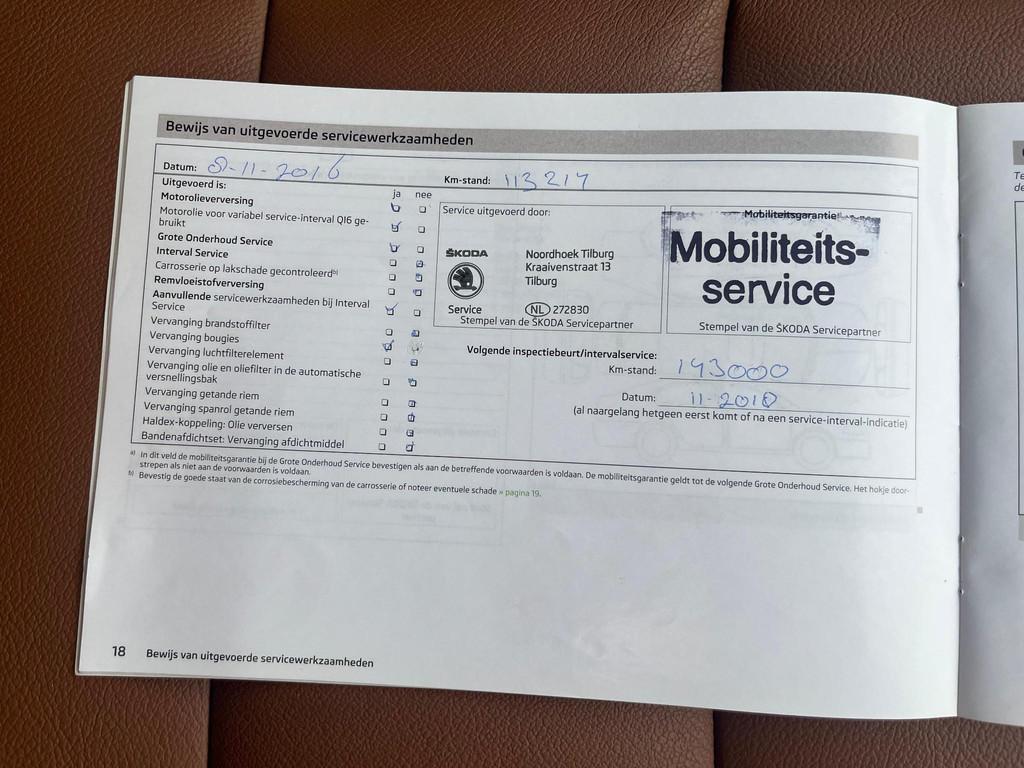 Bewijs van uitgevoerde servicewerkzaamheden
Datum: 8-11-2016
Km-stand: 113217
Uitgevoerd is:
ja nee
Motorolieverversing
Motorolie voor variabel service-interval QI6 ge-
bruikt
Grote Onderhoud Service
Interval Service
Carrosserie op lakschade gecontroleerd b)
Remvloeistofverversing
Aanvullende servicewerkzaamheden bij Interval
Service
Vervanging brandstoffilter
Vervanging bougies
Vervanging luchtfilterelement
Vervanging olie en oliefilter in de automatische
versnellingsbak
Vervanging getande riem
Vervanging spanrol getande riem
Haldex-koppeling: Olie verversen
Bandenafdichtset: Vervanging afdichtmiddel
Service uitgevoerd door:
ŠKODA
Service
Noordhoek Tilburg
Kraaivenstraat 13
Tilburg
NL 272830
Stempel van de ŠKODA Servicepartner
Mobiliteitsgarantie
Mobiliteits-
service
Stempel van de ŠKODA Servicepartner
Volgende inspectiebeurt/intervalservice:
Km-stand: 143000
Datum: 11-2018
(al naargelang hetgeen eerst komt of na een service-interval-indicatie)
a) In dit veld de mobiliteitsgarantie bij de Grote Onderhoud Service bevestigen als aan de betreffende voorwaarden is voldaan. De mobiliteitsgarantie geldt tot de volgende Grote Onderhoud Service. Het hokje door-
strepen als niet aan de voorwaarden is voldaan.
b) Bevestig de goede staat van de corrosiebescherming van de carrosserie of noteer eventuele schade » pagina 19.
18 Bewijs van uitgevoerde servicewerkzaamheden